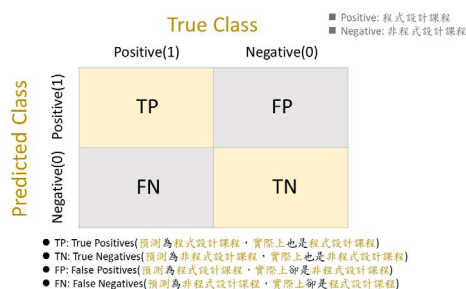 True Class
■ Positive: 程式設計課程
■ Negative: 非程式設計課程
Positive(1) Negative(0)
Predicted Class
Positive(1)
Negative(0)
TP FP
FN TN
● TP: True Positives(預測為程式設計課程，實際上也是程式設計課程)
● TN: True Negatives(預測為非程式設計課程，實際上也是非程式設計課程)
● FP: False Positives(預測為程式設計課程，實際上卻是非程式設計課程)
● FN: False Negatives(預測為非程式設計課程，實際上卻是程式設計課程)